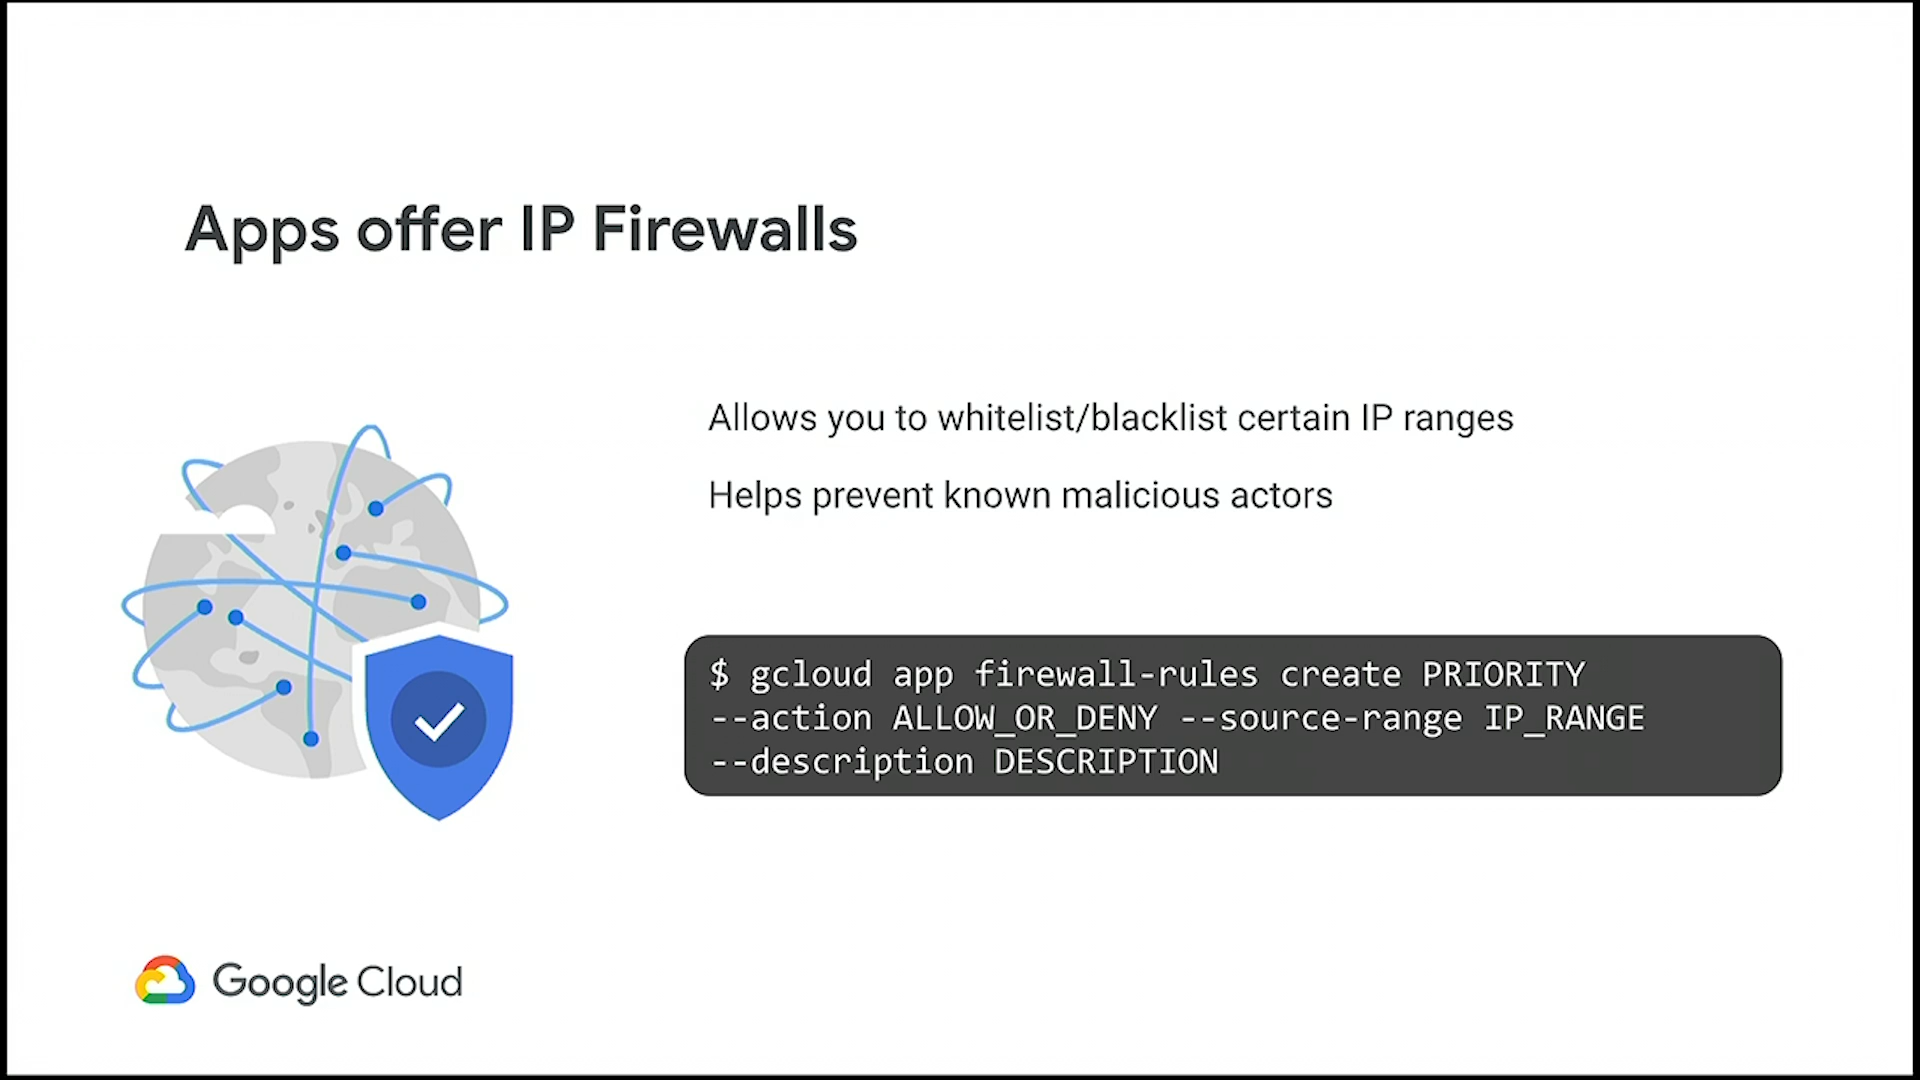 Apps offer IP Firewalls
Allows you to whitelist/blacklist certain IP ranges
Helps prevent known malicious actors
$ gcloud app firewall-rules create PRIORITY
--action ALLOW_OR_DENY --source-range IP_RANGE
--description DESCRIPTION
Google Cloud